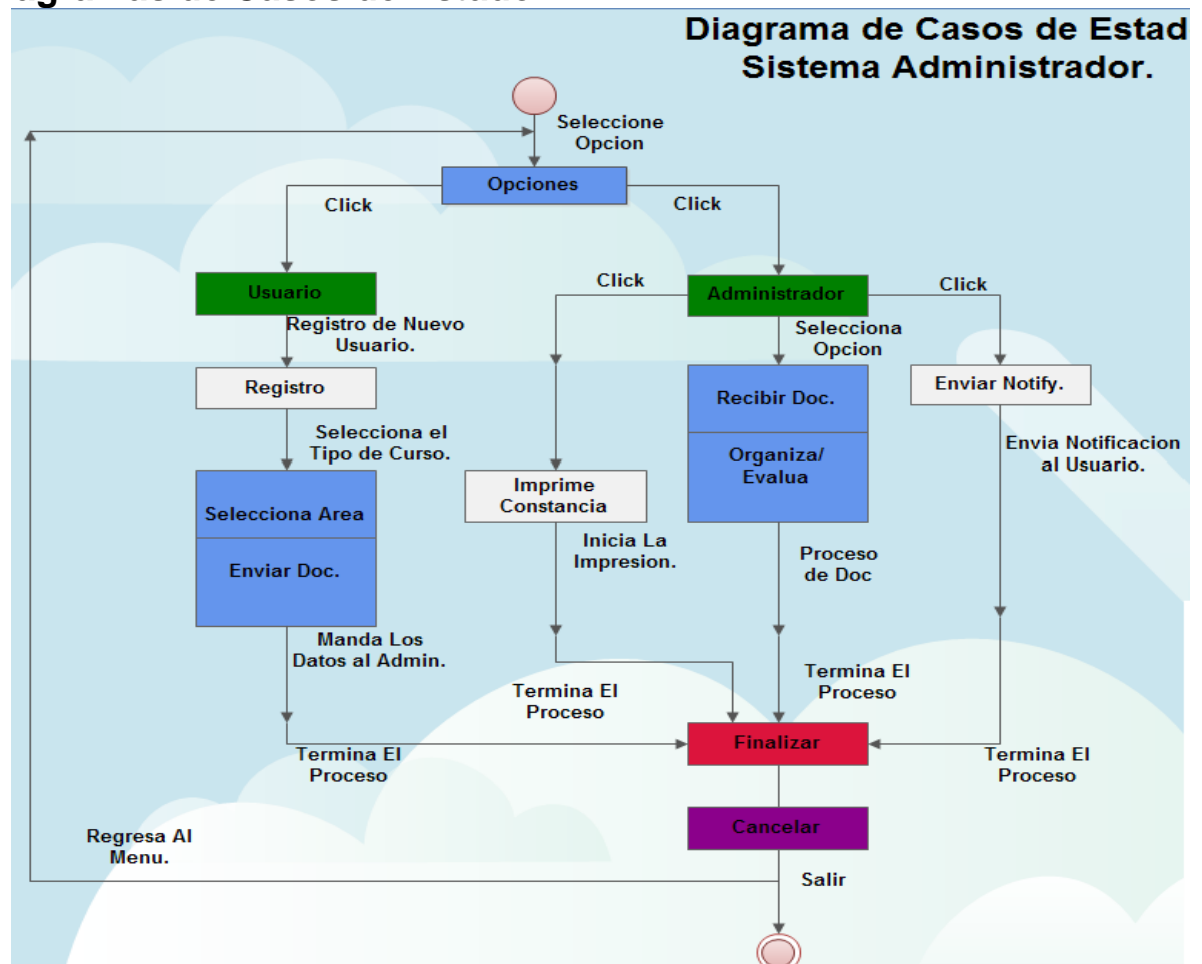 Diagrama de Casos de Estad
Sistema Administrador.
Seleccione
Opcion
Opciones
Click
Click
Usuario
Click
Administrador
Click
Registro de Nuevo
Usuario.
Selecciona
Opcion
Registro
Recibir Doc.
Enviar Notify.
Selecciona el
Tipo de Curso.
Organiza/
Evalua
Envia Notificacion
al Usuario.
Selecciona Area
Imprime
Constancia
Enviar Doc.
Inicia La
Impresion.
Proceso
de Doc
Manda Los
Datos al Admin.
Termina El
Proceso
Termina El
Proceso
Finalizar
Termina El
Proceso
Termina El
Proceso
Cancelar
Regresa Al
Menu.
Salir